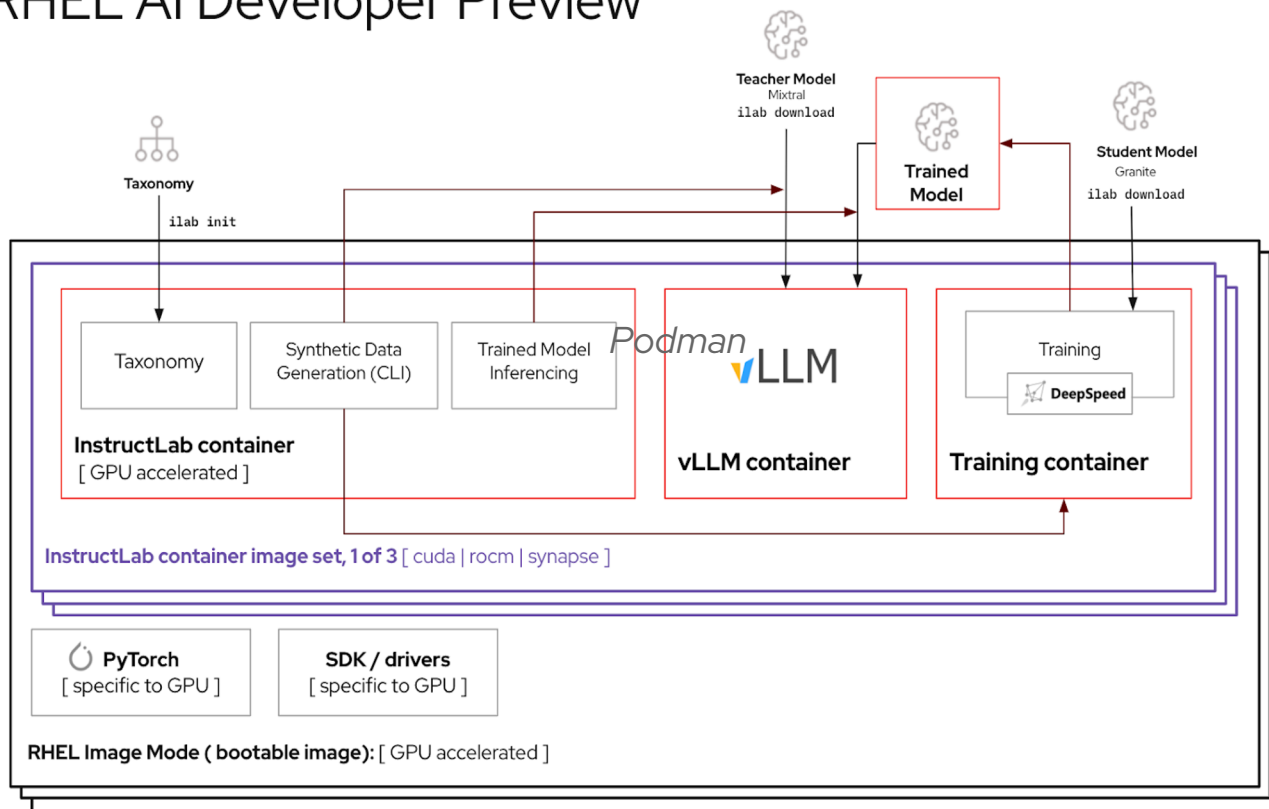 RHEL AI Developer Preview
Teacher Model
Mixtral
ilab download
Trained
Model
Student Model
Granite
ilab download
Taxonomy
ilab init
Taxonomy
Synthetic Data
Generation (CLI)
Trained Model
Inferencing
InstructLab container
[ GPU accelerated ]
Podman
vLLM
vLLM container
Training
DeepSpeed
Training container
InstructLab container image set, 1 of 3 [ cuda | rocm | synapse ]
PyTorch
[ specific to GPU ]
SDK / drivers
[ specific to GPU ]
RHEL Image Mode ( bootable image): [ GPU accelerated ]